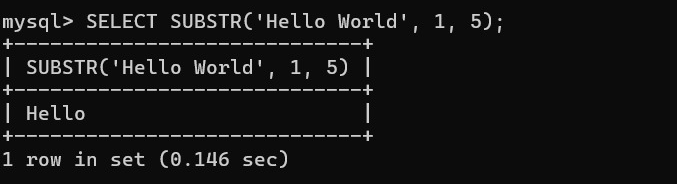 mysql> SELECT SUBSTR('Hello World', 1, 5);
+----------------------------+
| SUBSTR('Hello World', 1, 5) |
+----------------------------+
| Hello                       |
+----------------------------+
1 row in set (0.146 sec)